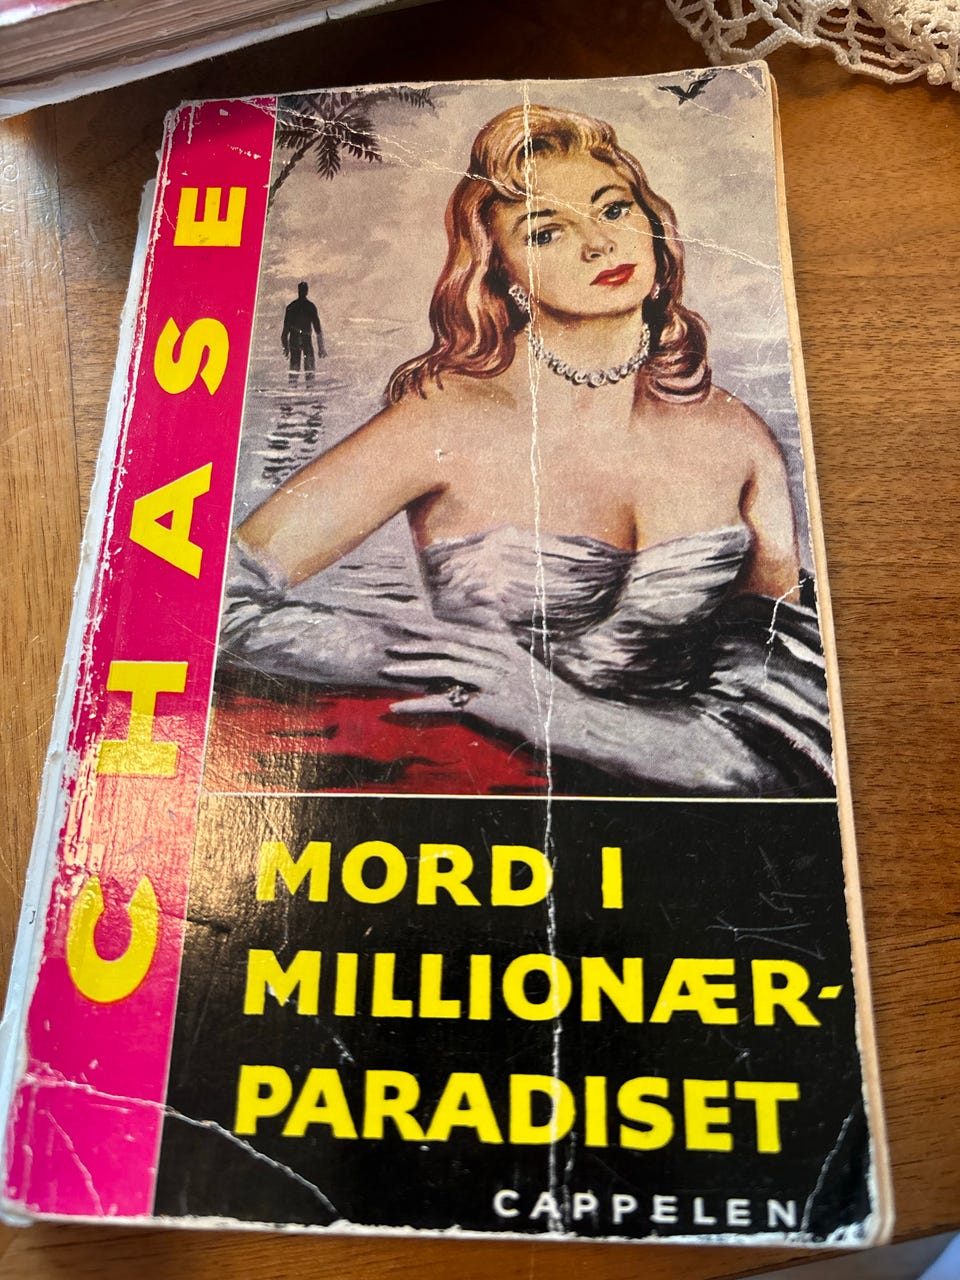 CHASE
MORD I
MILLIONÆR-
PARADISET
CAPPELEN